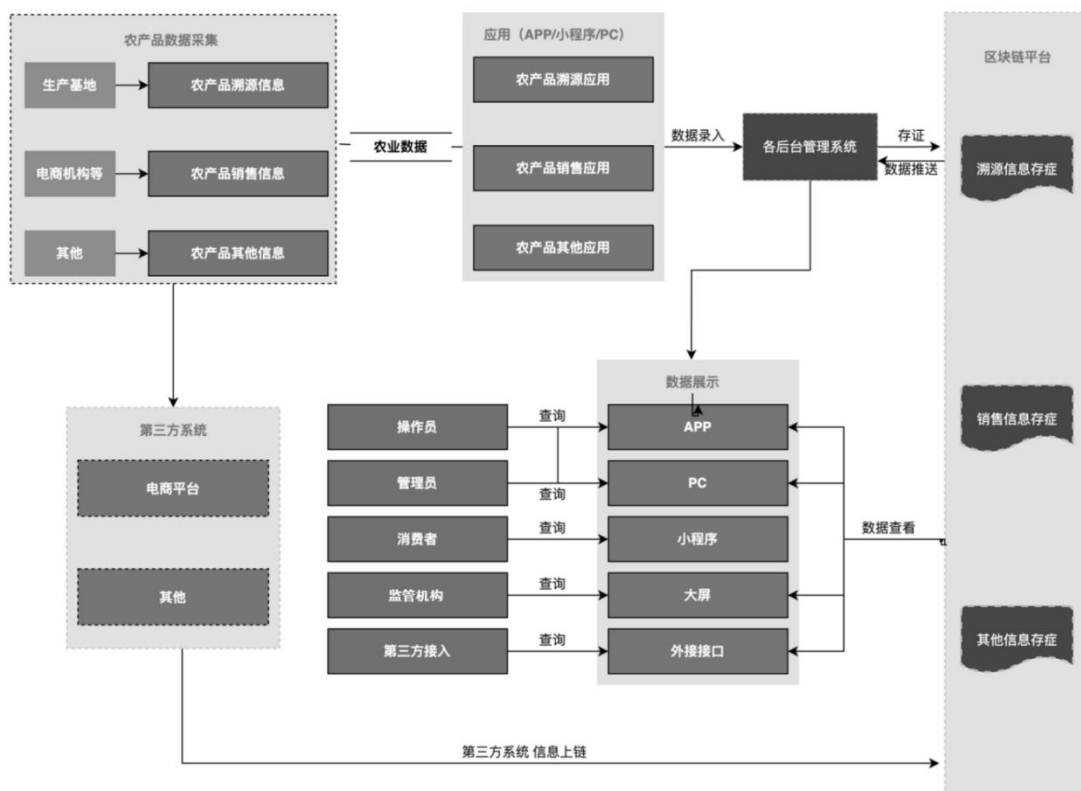 农产品数据采集
生产基地
农产品溯源信息
电商机构等
农产品销售信息
其他
农产品其他信息
农业数据
应用（APP/小程序/PC）
农产品溯源应用
农产品销售应用
农产品其他应用
数据录入
各后台管理系统
存证
数据推送
区块链平台
溯源信息存症
销售信息存症
其他信息存症
第三方系统
电商平台
其他
操作员
查询
管理员
查询
消费者
查询
监管机构
查询
第三方接入
查询
数据展示
APP
PC
小程序
大屏
外接接口
数据查看
第三方系统 信息上链